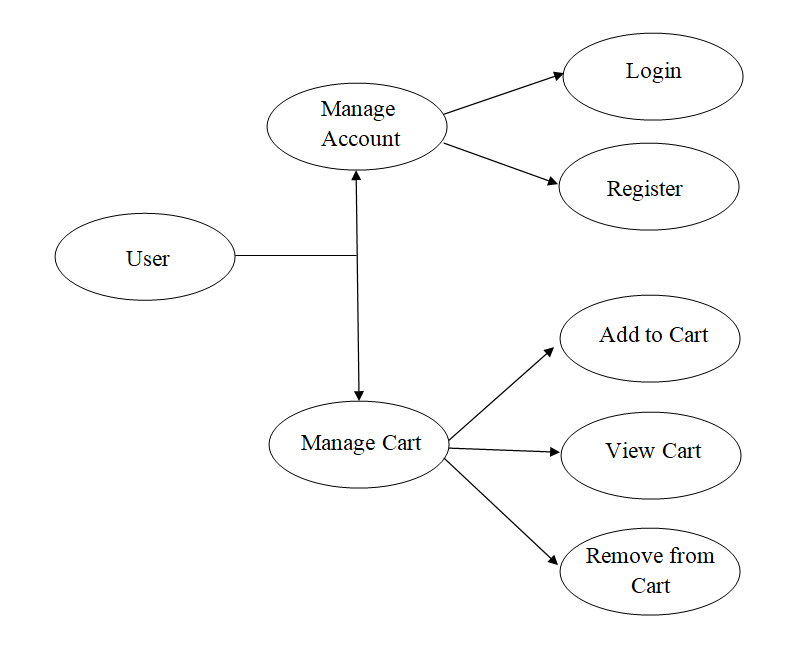 Login
Manage
Account
Register
User
Add to Cart
Manage Cart
View Cart
Remove from
Cart